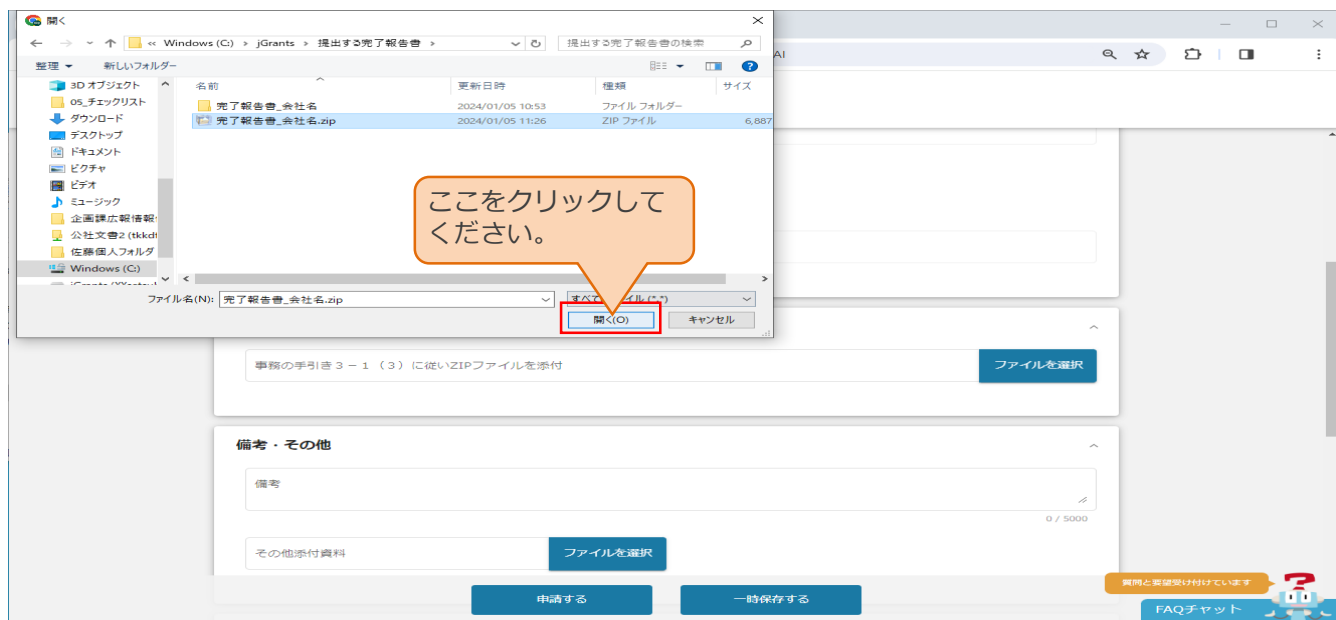 開く
« Windows (C:) › jGrants › 提出する完了報告書 ›
提出する完了報告書の検索
AI
整理 新しいフォルダー
名前 更新日時 種類 サイズ
3D オブジェクト
05_チェックリスト
ダウンロード
デスクトップ
ドキュメント
ピクチャ
ビデオ
ミュージック
企画課広報情報
公社文書2 (tkkd
佐藤個人フォルダ
Windows (C:)
完了報告書_会社名 2024/01/05 10:53 ファイル フォルダー
完了報告書_会社名.zip 2024/01/05 11:26 ZIP ファイル 6,887
ここをクリックして
ください。
ファイル名(N): 完了報告書_会社名.zip
開く(O) キャンセル
事務の手引き3-1(3)に従いZIPファイルを添付 ファイルを選択
備考・その他
備考
0 / 5000
その他添付資料 ファイルを選択
申請する 一時保存する
質問と要望受け付けています
FAQチャット